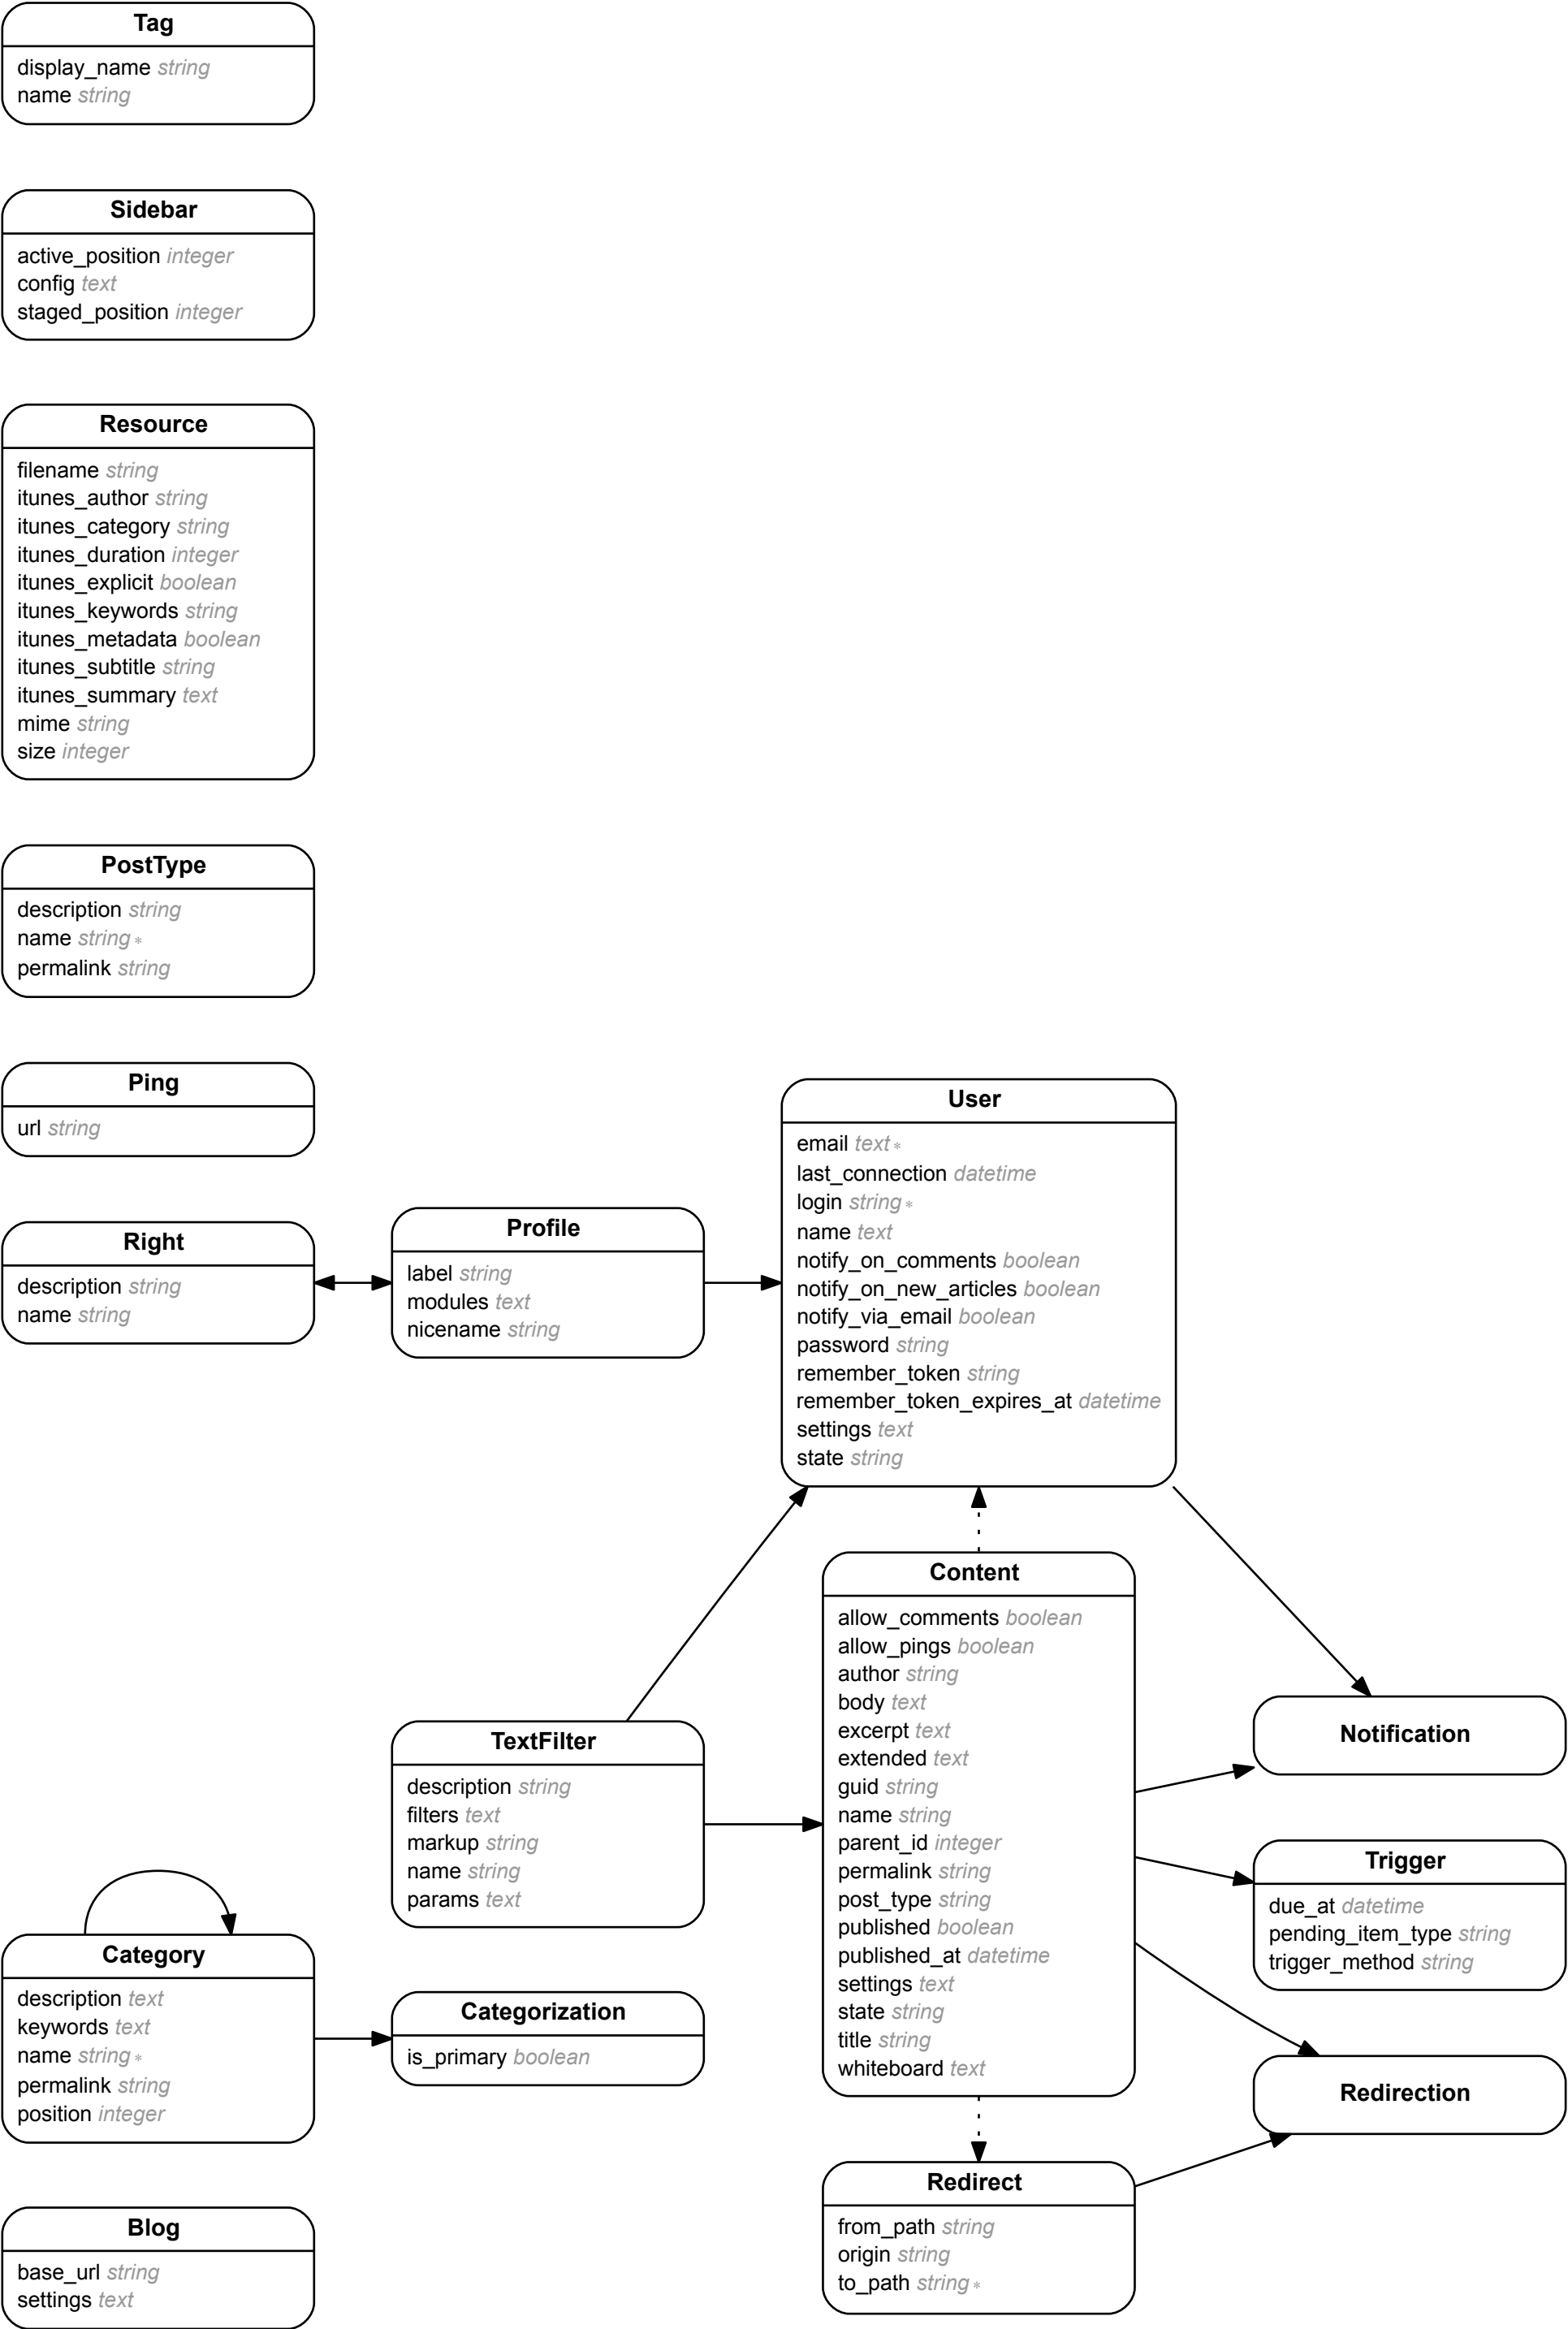 Tag
display_name string
name string
Sidebar
active_position integer
config text
staged_position integer
Resource
filename string
itunes_author string
itunes_category string
itunes_duration integer
itunes_explicit boolean
itunes_keywords string
itunes_metadata boolean
itunes_subtitle string
itunes_summary text
mime string
size integer
PostType
description string
name string *
permalink string
Ping
url string
Right
description string
name string
Profile
label string
modules text
nicename string
User
email text *
last_connection datetime
login string *
name text
notify_on_comments boolean
notify_on_new_articles boolean
notify_via_email boolean
password string
remember_token string
remember_token_expires_at datetime
settings text
state string
Content
allow_comments boolean
allow_pings boolean
author string
body text
excerpt text
extended text
guid string
name string
parent_id integer
permalink string
post_type string
published boolean
published_at datetime
settings text
state string
title string
whiteboard text
Notification
TextFilter
description string
filters text
markup string
name string
params text
Trigger
due_at datetime
pending_item_type string
trigger_method string
Category
description text
keywords text
name string *
permalink string
position integer
Categorization
is_primary boolean
Redirection
Redirect
from_path string
origin string
to_path string *
Blog
base_url string
settings text